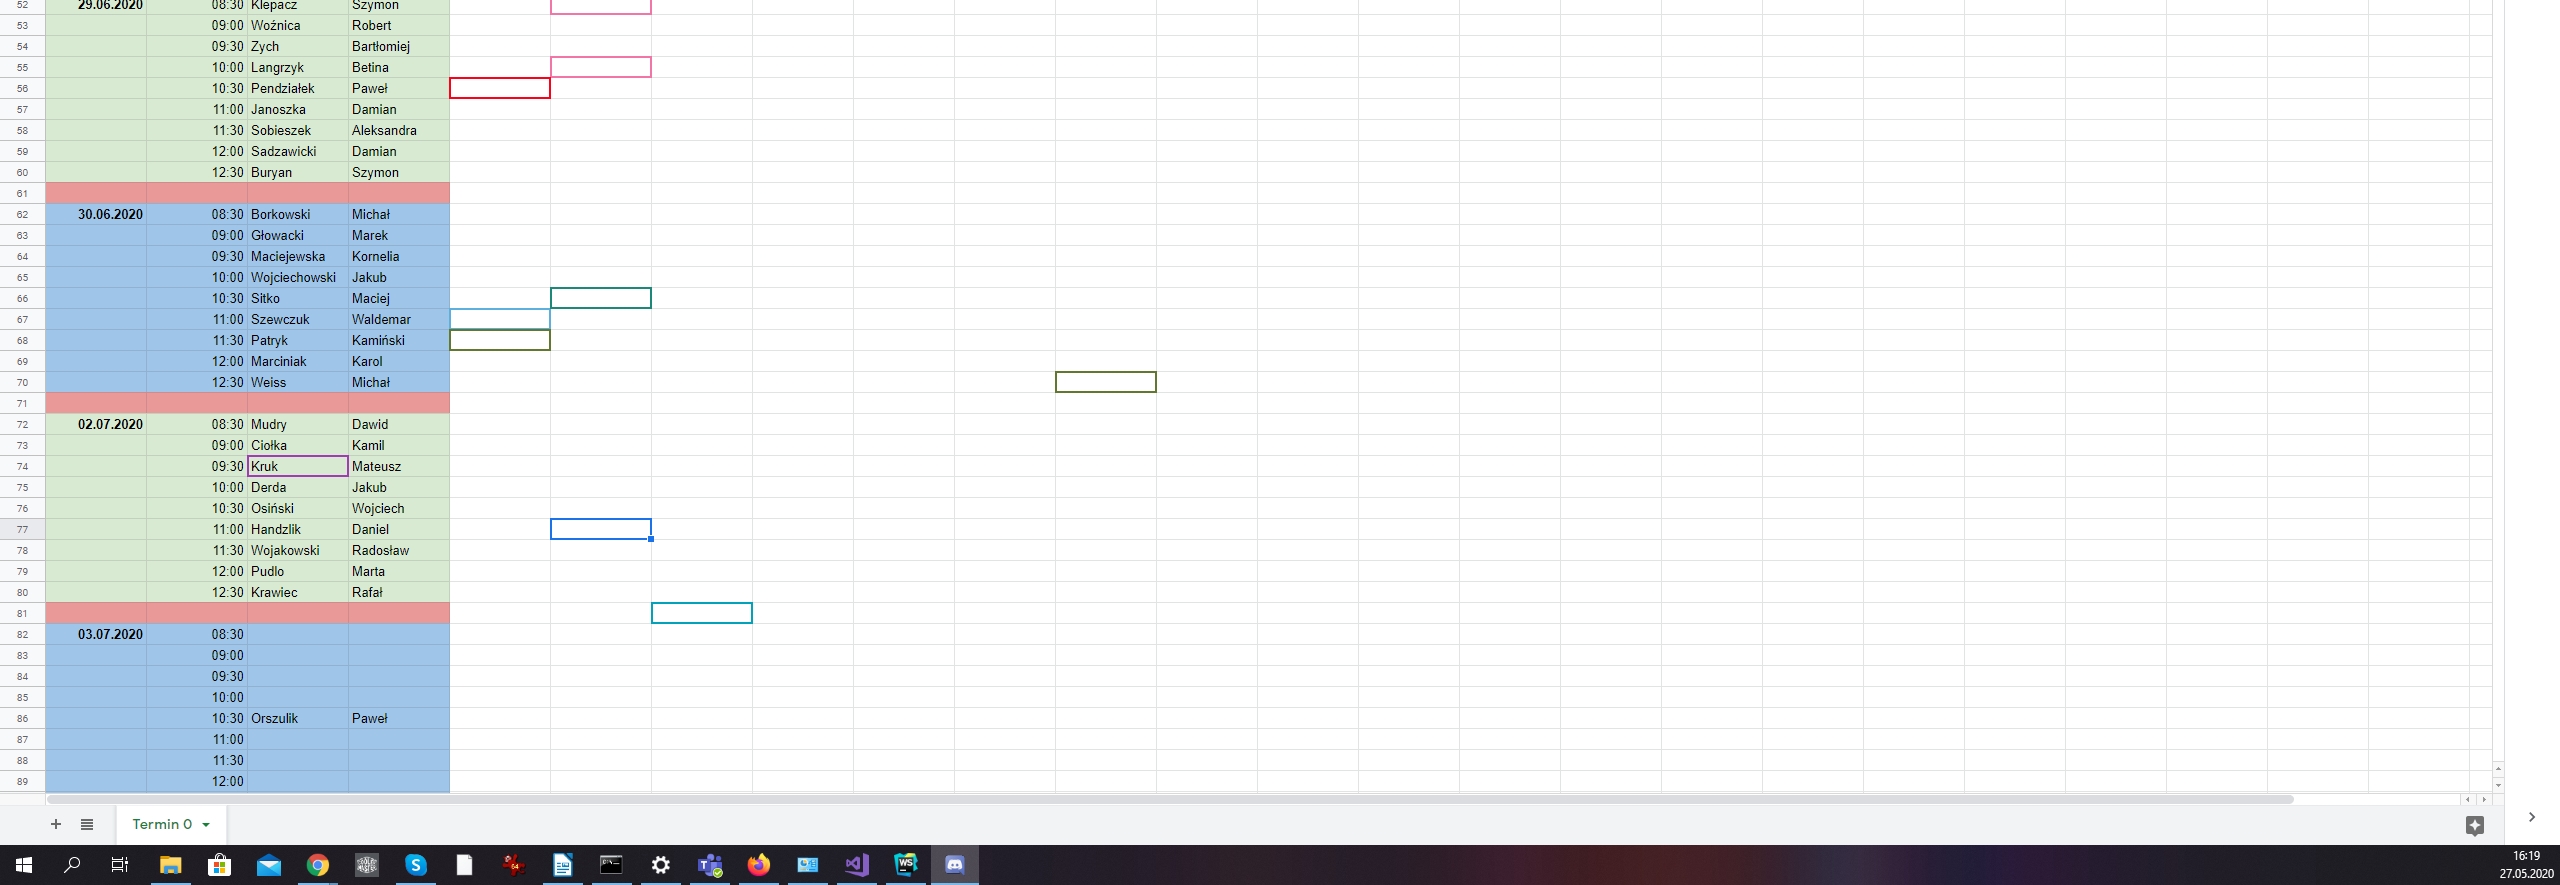 52 29.06.2020 08:30 Klepacz Szymon
53 09:00 Woźnica Robert
54 09:30 Zych Bartłomiej
55 10:00 Langrzyk Betina
56 10:30 Pendziałek Paweł
57 11:00 Janoszka Damian
58 11:30 Sobieszek Aleksandra
59 12:00 Sadzawicki Damian
60 12:30 Buryan Szymon
61
62 30.06.2020 08:30 Borkowski Michał
63 09:00 Głowacki Marek
64 09:30 Maciejewska Kornelia
65 10:00 Wojciechowski Jakub
66 10:30 Sitko Maciej
67 11:00 Szewczuk Waldemar
68 11:30 Patryk Kamiński
69 12:00 Marciniak Karol
70 12:30 Weiss Michał
71
72 02.07.2020 08:30 Mudry Dawid
73 09:00 Ciołka Kamil
74 09:30 Kruk Mateusz
75 10:00 Derda Jakub
76 10:30 Osiński Wojciech
77 11:00 Handzlik Daniel
78 11:30 Wojakowski Radosław
79 12:00 Pudlo Marta
80 12:30 Krawiec Rafał
81
82 03.07.2020 08:30
83 09:00
84 09:30
85 10:00
86 10:30 Orszulik Paweł
87 11:00
88 11:30
89 12:00
Termin 0
16:19
27.05.2020